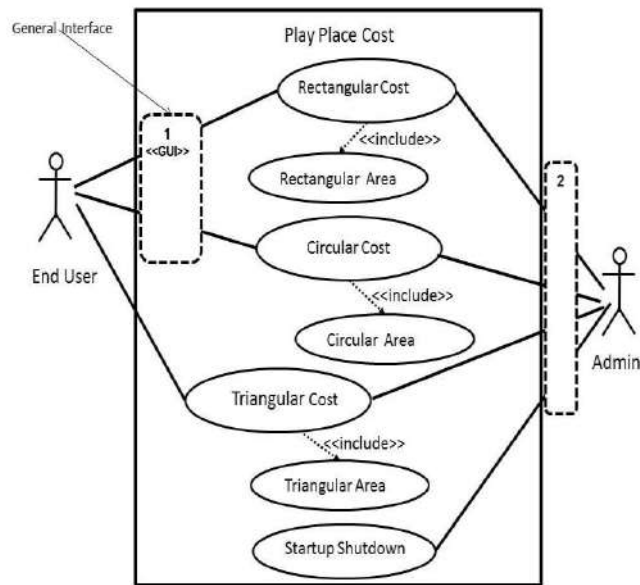 General Interface
Play Place Cost
Rectangular Cost
1
<<GUI>>
<<include>>
Rectangular Area
2
Circular Cost
End User
<<include>>
Circular Area
Admin
Triangular Cost
<<include>>
Triangular Area
Startup Shutdown